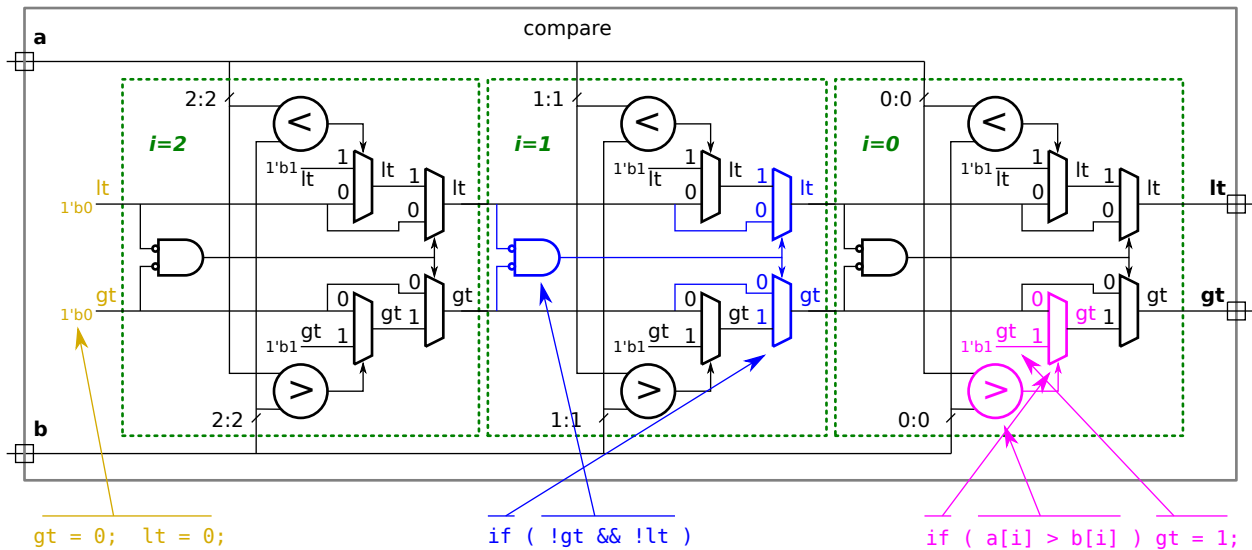 compare
a
2:2 1:1 0:0
< < <
i=2 i=1 i=0
1 1 1
1'b1 1 1'b1 1 1'b1 1
lt lt lt lt lt lt lt lt lt lt
0 0 0
1'b0 0 0 0
gt 0 0 0
0 gt 0 gt 0 gt gt
1'b0 gt gt 1 gt gt 1 gt gt 1
1 1 1
1'b1 1'b1 1'b1
> > >
2:2 1:1 0:0
b
gt = 0; lt = 0;
if ( !gt && !lt )
if ( a[i] > b[i] ) gt = 1;